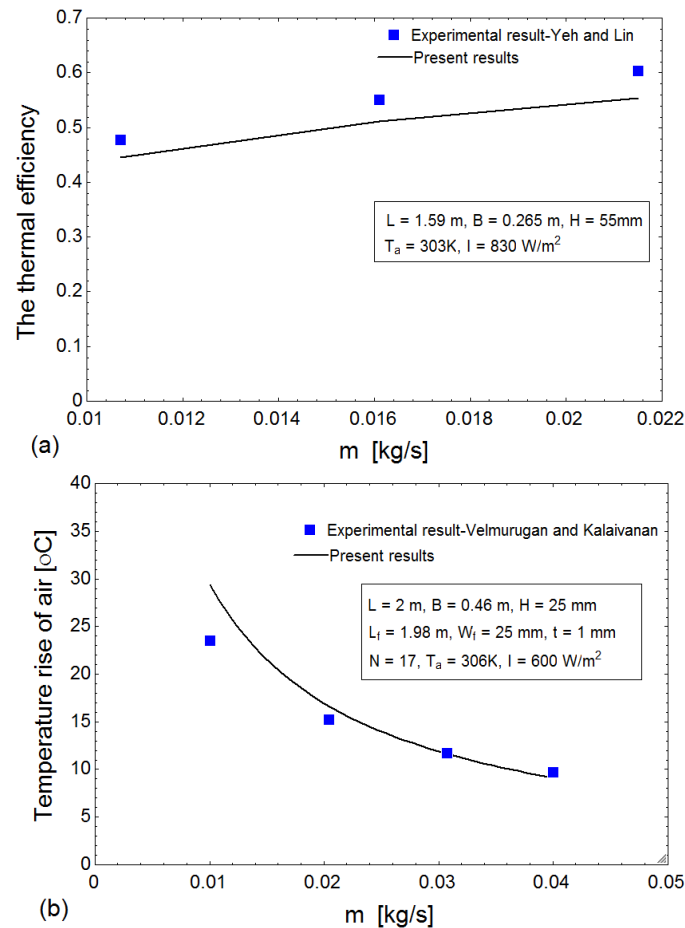 0.7
Experimental result-Yeh and Lin
Present results
0.6
0.5
0.4
0.3
0.2
0.1
0
The thermal efficiency
L = 1.59 m, B = 0.265 m, H = 55mm
Tₐ = 303K, I = 830 W/m²
0.01 0.012 0.014 0.016 0.018 0.02 0.022
m [kg/s]
(a)
40
35
30
25
20
15
10
5
0
Temperature rise of air [oC]
Experimental result-Velmurugan and Kalaivanan
Present results
L = 2 m, B = 0.46 m, H = 25 mm
L_f = 1.98 m, W_f = 25 mm, t = 1 mm
N = 17, Tₐ = 306K, I = 600 W/m²
0 0.01 0.02 0.03 0.04 0.05
m [kg/s]
(b)